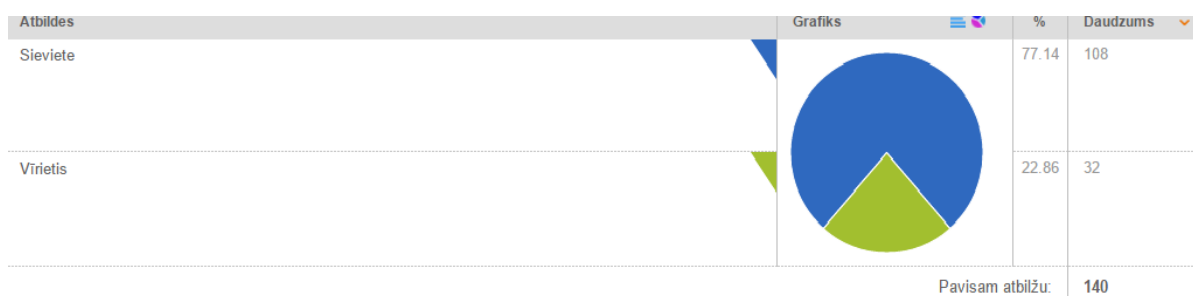 Atbildes Grafiks % Daudzums
Sieviete 77.14 108
Vīrietis 22.86 32
Pavisam atbilžu: 140